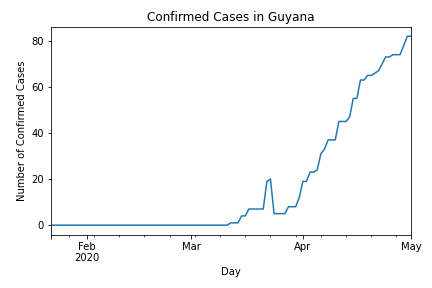 Confirmed Cases in Guyana
Number of Confirmed Cases
80
60
40
20
0
Feb
2020
Mar
Apr
May
Day